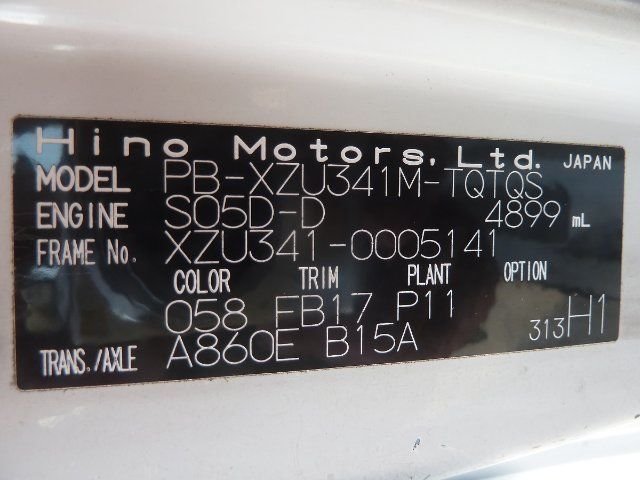 Hino Motors, Ltd. JAPAN
MODEL PB-XZU341M-TQTQS
ENGINE S05D-D 4899 mL
FRAME No. XZU341-0005141
COLOR TRIM PLANT OPTION
058 FB17 P11
TRANS./AXLE A860E B15A 313H1